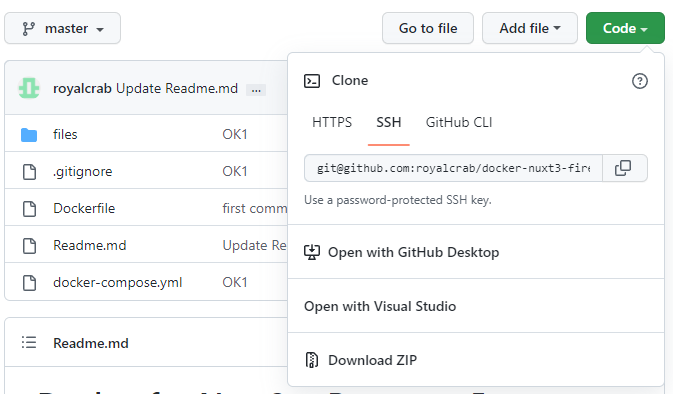 master
Go to file
Add file
Code
royalcrab Update Readme.md ...
Clone
HTTPS SSH GitHub CLI
git@github.com:royalcrab/docker-nuxt3-fire
Use a password-protected SSH key.
Open with GitHub Desktop
Open with Visual Studio
Download ZIP
files OK1
.gitignore OK1
Dockerfile first comm
Readme.md Update Re
docker-compose.yml OK1
Readme.md